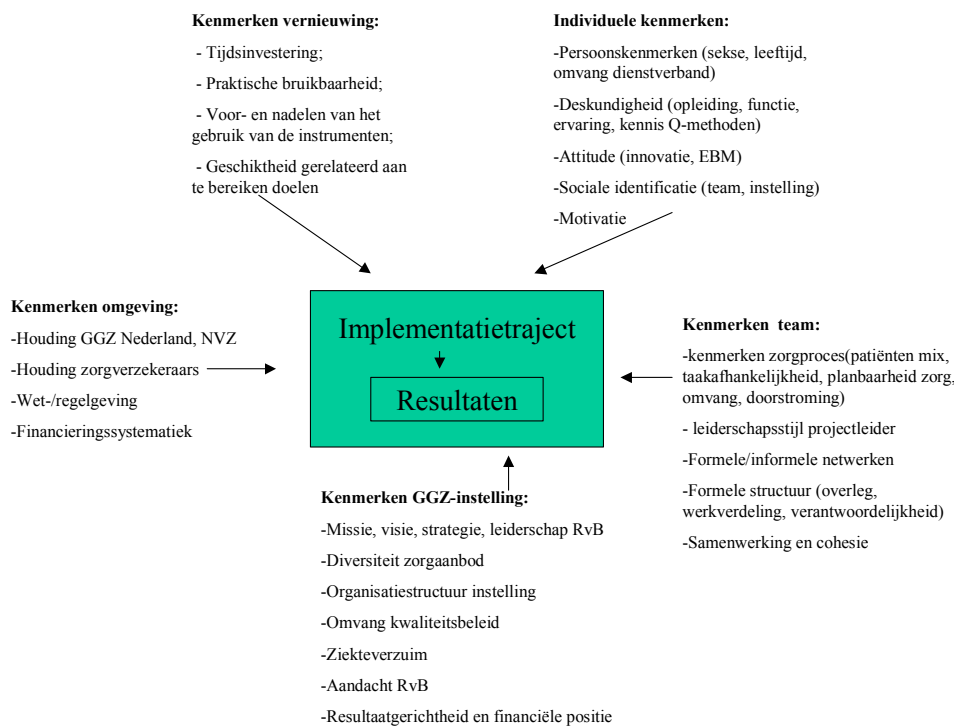 Kenmerken vernieuwing:
- Tijdsinvestering;
- Praktische bruikbaarheid;
- Voor- en nadelen van het
gebruik van de instrumenten;
- Geschiktheid gerelateerd aan
te bereiken doelen
Individuele kenmerken:
-Persoonskenmerken (sekse, leeftijd,
omvang dienstverband)
-Deskundigheid (opleiding, functie,
ervaring, kennis Q-methoden)
-Attitude (innovatie, EBM)
-Sociale identificatie (team, instelling)
-Motivatie
Kenmerken omgeving:
-Houding GGZ Nederland, NVZ
-Houding zorgverzekeraars
-Wet-/regelgeving
-Financieringssystematiek
Implementatietraject
Resultaten
Kenmerken team:
-kenmerken zorgproces(patiënten mix,
taakafhankelijkheid, planbaarheid zorg,
omvang, doorstroming)
- leiderschapsstijl projectleider
-Formele/informele netwerken
-Formele structuur (overleg,
werkverdeling, verantwoordelijkheid)
-Samenwerking en cohesie
Kenmerken GGZ-instelling:
-Missie, visie, strategie, leiderschap RvB
-Diversiteit zorgaanbod
-Organisatiestructuur instelling
-Omvang kwaliteitsbeleid
-Ziekteverzuim
-Aandacht RvB
-Resultaatgerichtheid en financiële positie